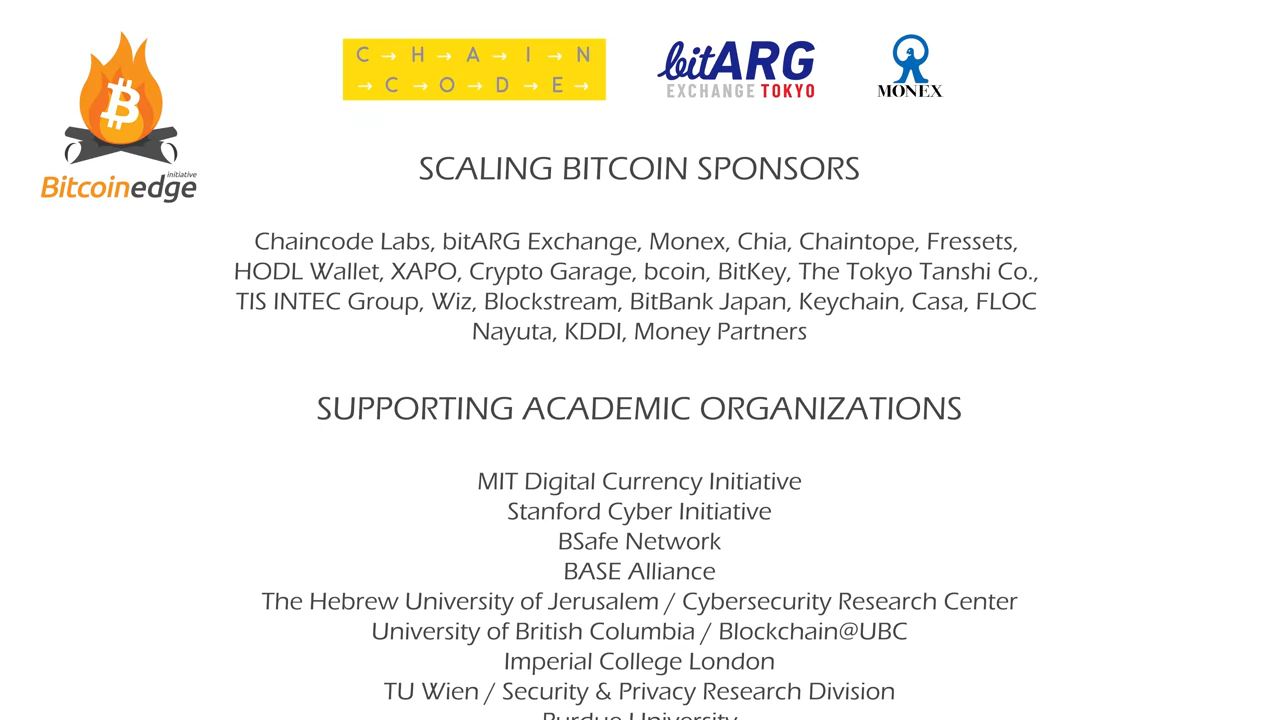 C→H→A→I→N
→C→O→D→E→
bitARG
EXCHANGE TOKYO
MONEX
initiative
Bitcoinedge
SCALING BITCOIN SPONSORS
Chaincode Labs, bitARG Exchange, Monex, Chia, Chaintope, Fressets,
HODL Wallet, XAPO, Crypto Garage, bcoin, BitKey, The Tokyo Tanshi Co.,
TIS INTEC Group, Wiz, Blockstream, BitBank Japan, Keychain, Casa, FLOC
Nayuta, KDDI, Money Partners
SUPPORTING ACADEMIC ORGANIZATIONS
MIT Digital Currency Initiative
Stanford Cyber Initiative
BSafe Network
BASE Alliance
The Hebrew University of Jerusalem / Cybersecurity Research Center
University of British Columbia / Blockchain@UBC
Imperial College London
TU Wien / Security & Privacy Research Division
Purdue University